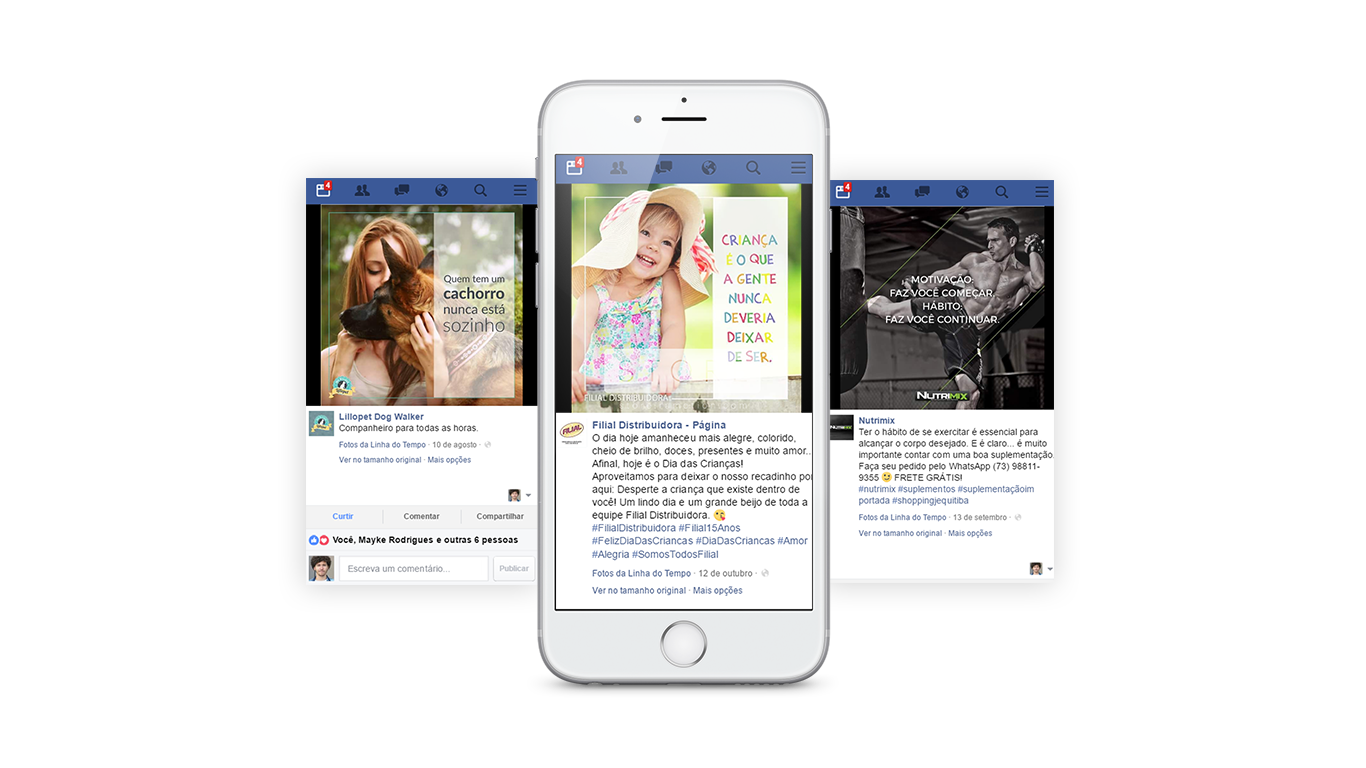 4
Quem tem um
cachorro
nunca está
sozinho
Lillopet Dog Walker
Companheiro para todas as horas.
Fotos da Linha do Tempo · 10 de agosto ·
Ver no tamanho original · Mais opções
Curtir Comentar Compartilhar
Você, Mayke Rodrigues e outras 6 pessoas
Escreva um comentário... Publicar
4
CRIANÇA
É O QUE
A GENTE
NUNCA
DEVERIA
DEIXAR
DE SER.
FILIAL DISTRIBUIDORA
FILIAL
Filial Distribuidora - Página
O dia hoje amanheceu mais alegre, colorido,
cheio de brilho, doces, presentes e muito amor...
Afinal, hoje é o Dia das Crianças!
Aproveitamos para deixar o nosso recadinho por
aqui: Desperte a criança que existe dentro de
você! Um lindo dia e um grande beijo de toda a
equipe Filial Distribuidora. 😘
#FilialDistribuidora #Filial15Anos
#FelizDiaDasCriancas #DiaDasCrancas #Amor
#Alegria #SomosTodosFilial
Fotos da Linha do Tempo · 12 de outubro ·
Ver no tamanho original · Mais opções
4
MOTIVAÇÃO:
FAZ VOCÊ COMEÇAR.
HÁBITO:
FAZ VOCÊ CONTINUAR.
NUTRIMIX
NUTRIMIX
Nutrimix
Ter o hábito de se exercitar é essencial para
alcançar o corpo desejado. E é claro... é muito
importante contar com uma boa suplementação.
Faça seu pedido pelo WhatsApp (73) 98811-
9355 😉 FRETE GRÁTIS!
#nutrimix #suplementos #suplementaçãoim
portada #shoppingjequitiba
Fotos da Linha do Tempo · 13 de setembro ·
Ver no tamanho original · Mais opções